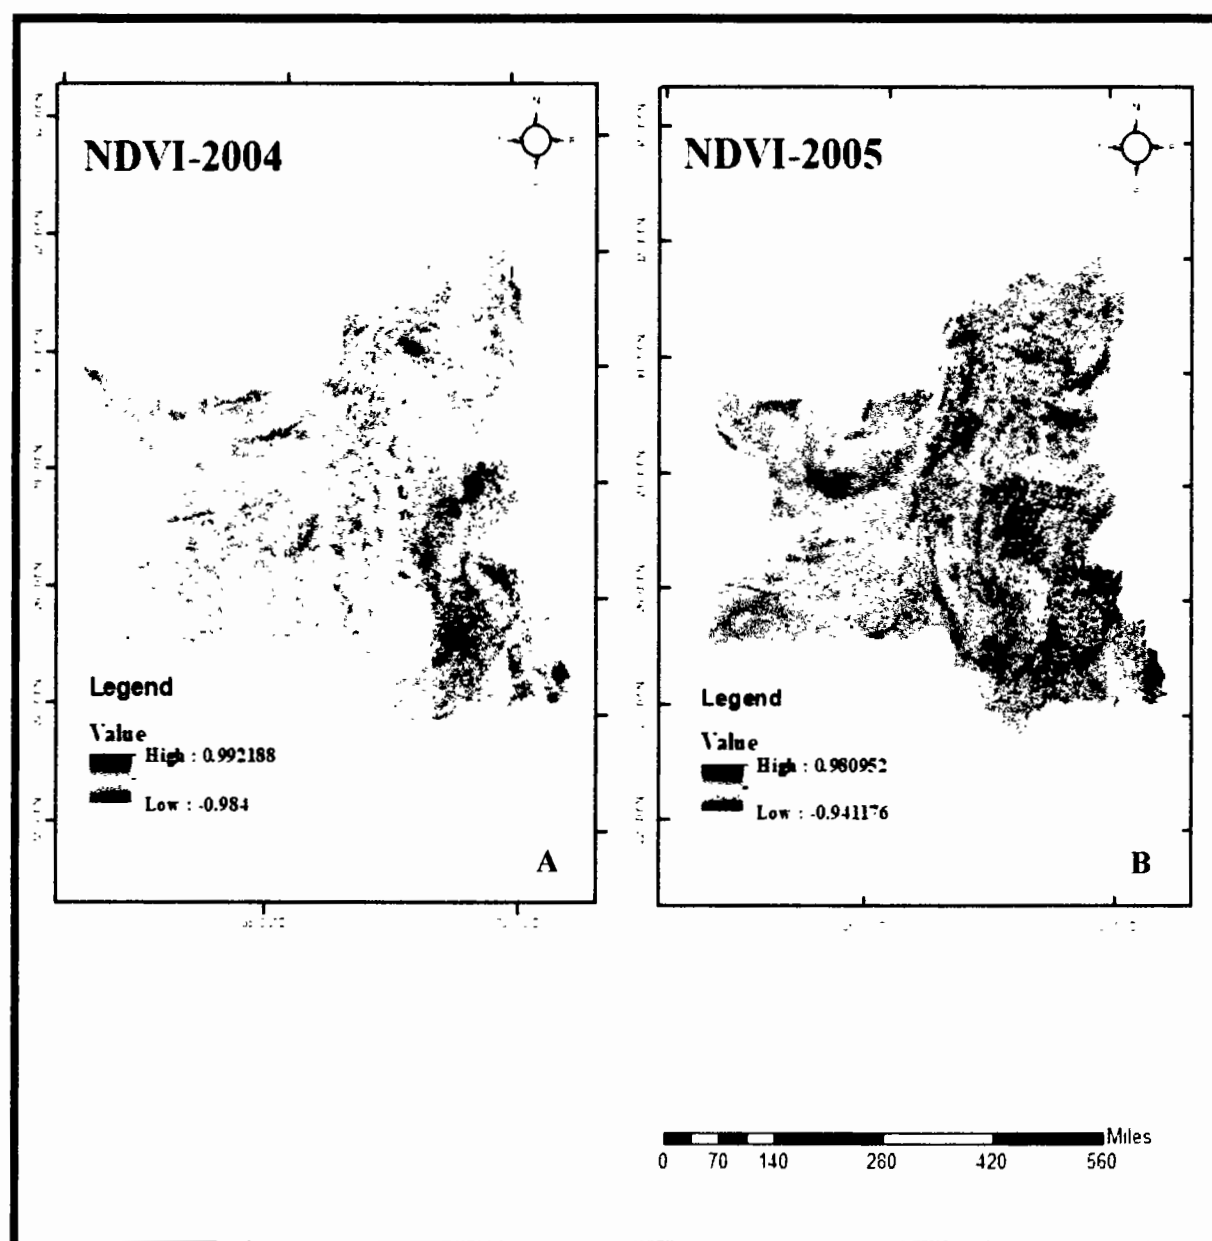 NDVI-2004
Legend
Value
High : 0.992188
Low : -0.984
A
NDVI-2005
Legend
Value
High : 0.980952
Low : -0.941176
B
Miles
0 70 140 280 420 560